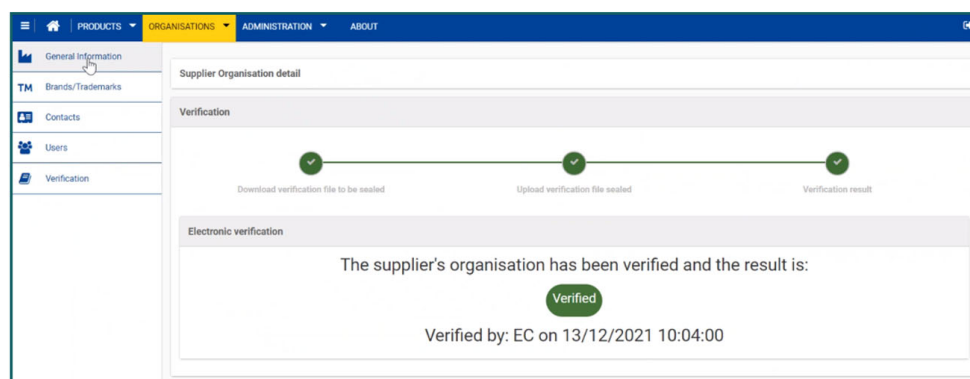 PRODUCTS ORGANISATIONS ADMINISTRATION ABOUT
General Information
TM Brands/Trademarks
Contacts
Users
Verification
Supplier Organisation detail
Verification
Download verification file to be sealed
Upload verification file sealed
Verification result
Electronic verification
The supplier's organisation has been verified and the result is:
Verified
Verified by: EC on 13/12/2021 10:04:00